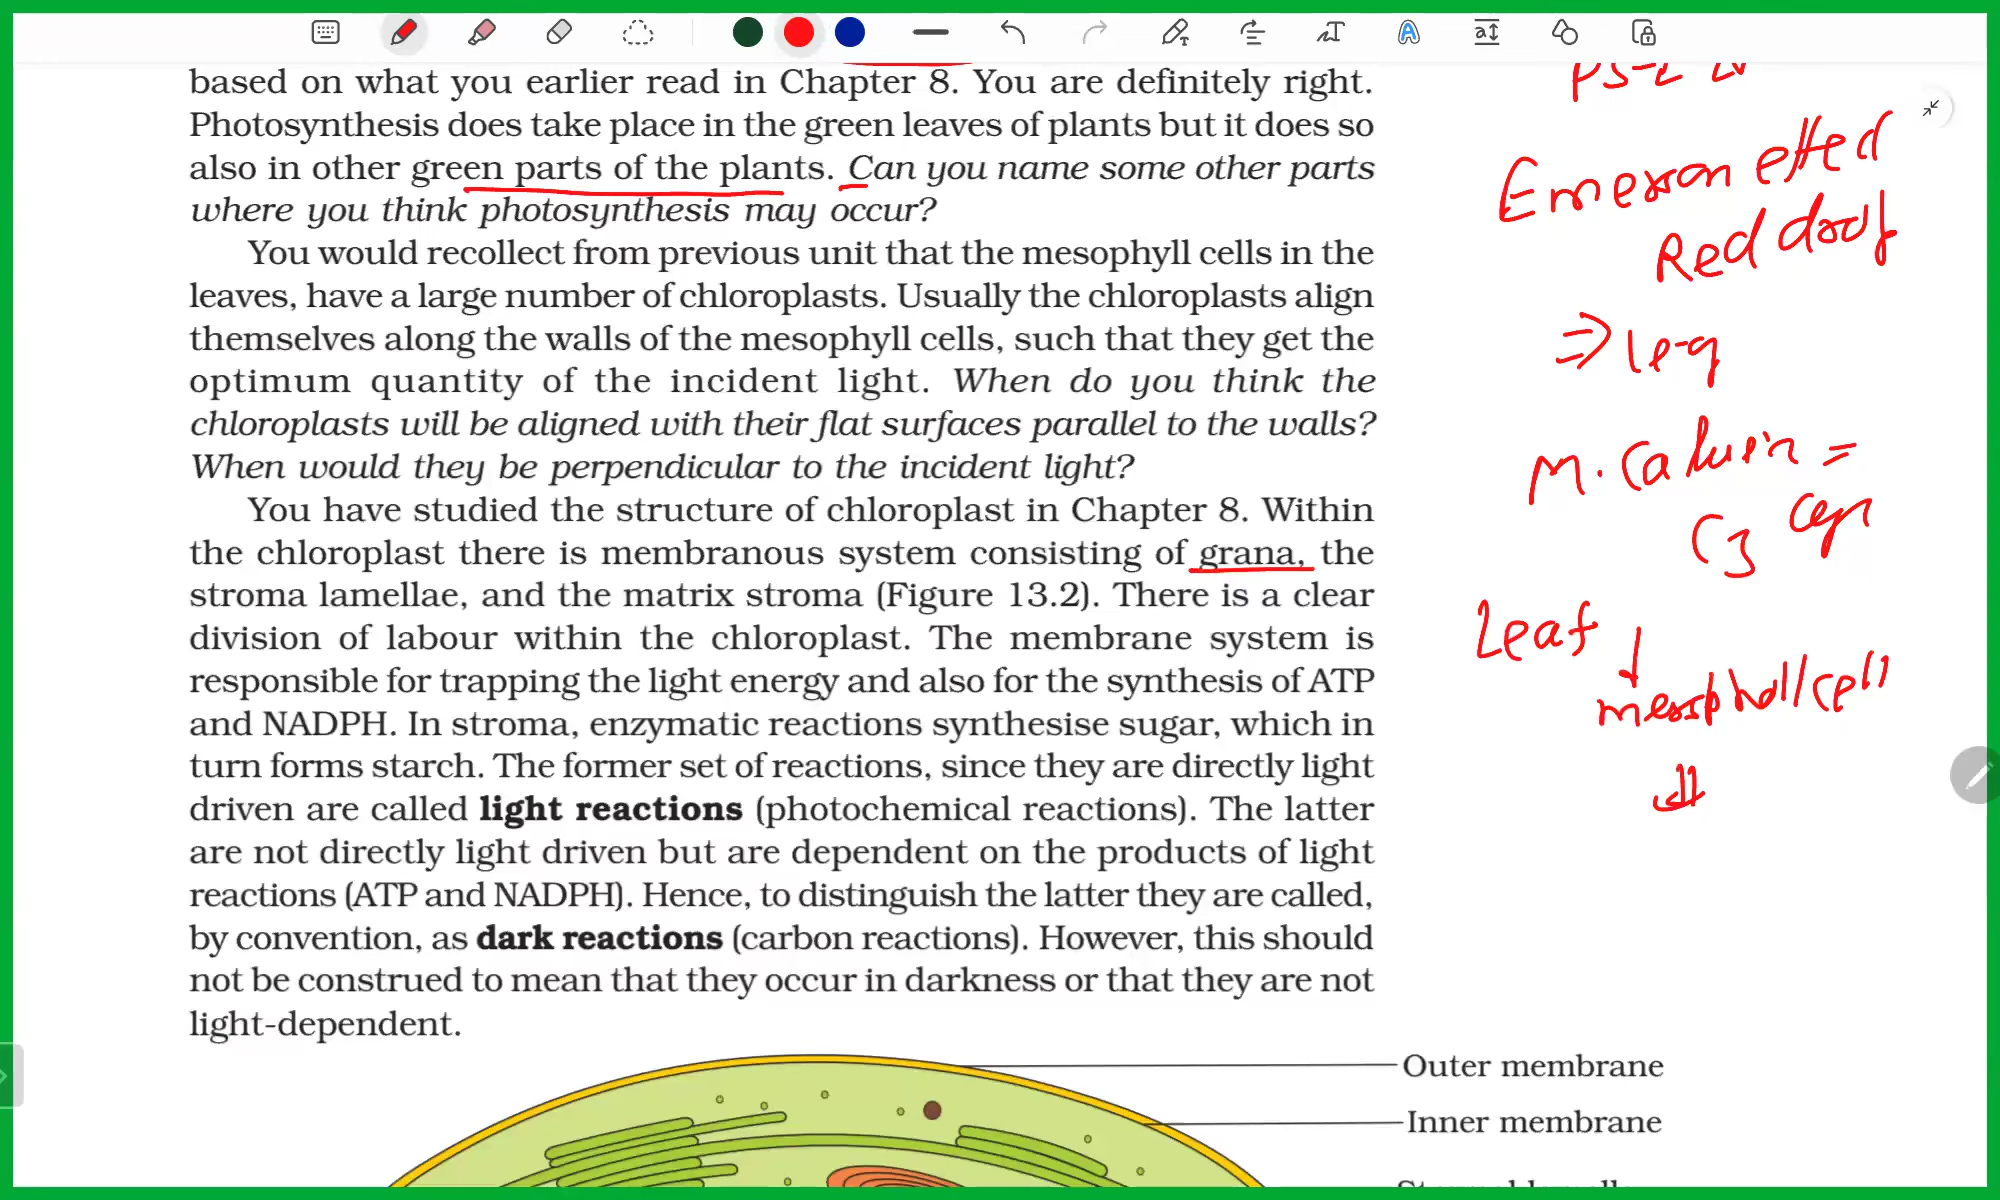 based on what you earlier read in Chapter 8. You are definitely right.
Photosynthesis does take place in the green leaves of plants but it does so
also in other green parts of the plants. Can you name some other parts
where you think photosynthesis may occur?
You would recollect from previous unit that the mesophyll cells in the
leaves, have a large number of chloroplasts. Usually the chloroplasts align
themselves along the walls of the mesophyll cells, such that they get the
optimum quantity of the incident light. When do you think the
chloroplasts will be aligned with their flat surfaces parallel to the walls?
When would they be perpendicular to the incident light?
You have studied the structure of chloroplast in Chapter 8. Within
the chloroplast there is membranous system consisting of grana, the
stroma lamellae, and the matrix stroma (Figure 13.2). There is a clear
division of labour within the chloroplast. The membrane system is
responsible for trapping the light energy and also for the synthesis of ATP
and NADPH. In stroma, enzymatic reactions synthesise sugar, which in
turn forms starch. The former set of reactions, since they are directly light
driven are called light reactions (photochemical reactions). The latter
are not directly light driven but are dependent on the products of light
reactions (ATP and NADPH). Hence, to distinguish the latter they are called,
by convention, as dark reactions (carbon reactions). However, this should
not be construed to mean that they occur in darkness or that they are not
light-dependent.
Outer membrane
Inner membrane
Emerson
Red
M. Calvin =
C3
Leaf
cell